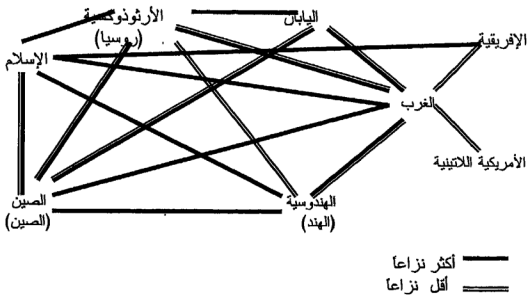 الأرثوذوكسية
(روسيا)
اليابان
الإفريقية
الإسلام
الغرب
الأمريكية اللاتينية
الصين
(الصين)
الهندوسية
(الهند)
أكثر نزاعاً
أقل نزاعاً